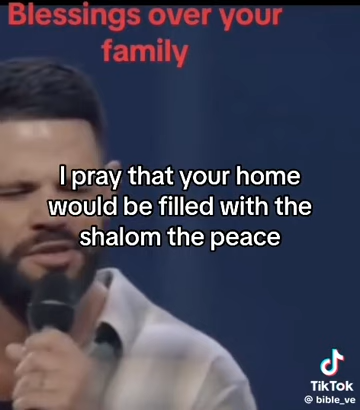 Blessings over your
family
I pray that your home
would be filled with the
shalom the peace
TikTok
@ bible_ve